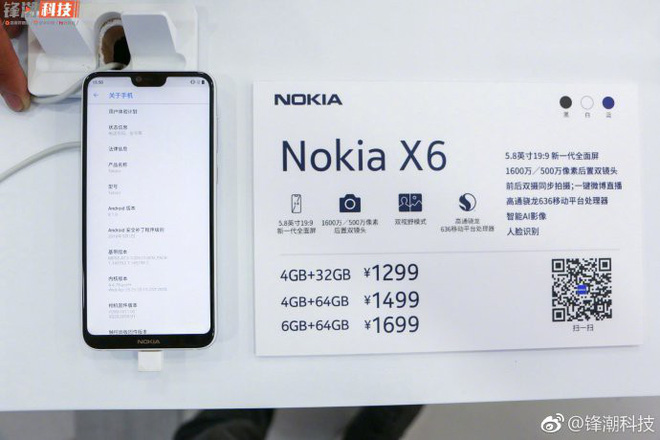 锋潮科技
关于手机
用户体验计划
状态信息
法律信息
产品名称
型号
Android 版本
Android 安全补丁程序级别
基带版本
内核版本
相机版本
NOKIA
NOKIA
黑 白 蓝
Nokia X6
5.8英寸19:9
新一代全面屏
1600万/500万像素
后置双镜头
双视野模式
高通骁龙
636移动平台处理器
5.8英寸19:9 新一代全面屏
1600万/500万像素后置双镜头
前后双摄同步拍摄;一键微博直播
高通骁龙636移动平台处理器
智能AI影像
人脸识别
4GB+32GB ¥1299
4GB+64GB ¥1499
6GB+64GB ¥1699
扫一扫
@锋潮科技